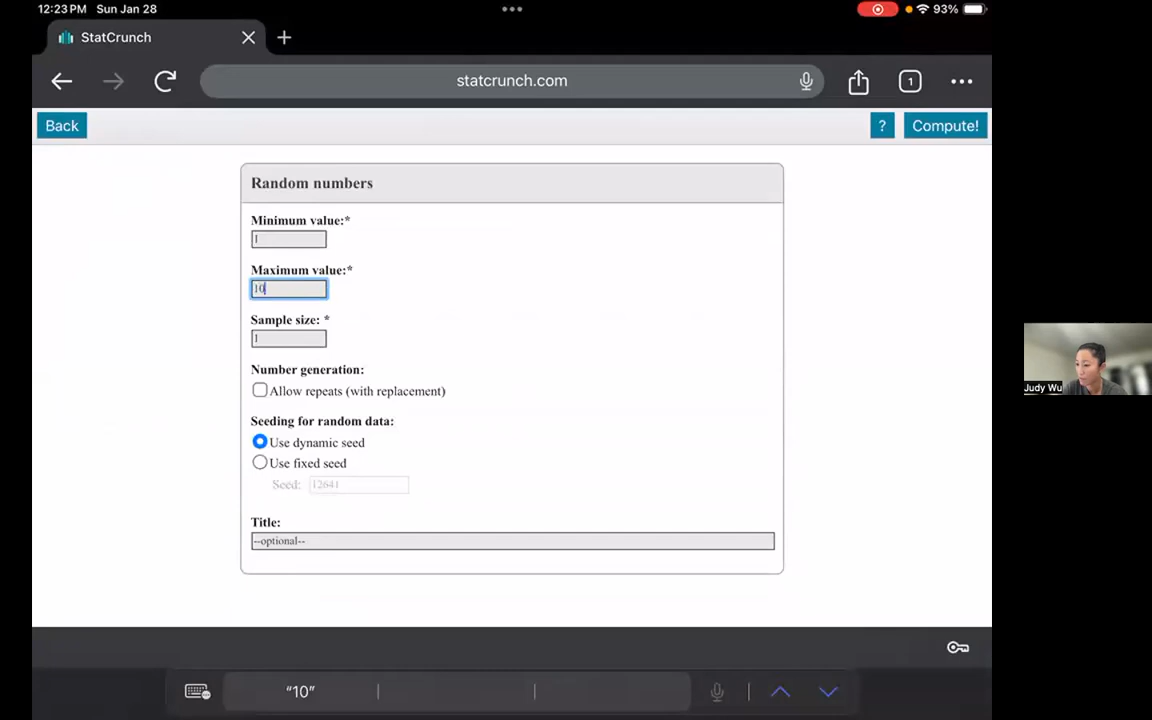 12:23 PM Sun Jan 28
93%
StatCrunch
statcrunch.com
1
Back
?
Compute!
Random numbers
Minimum value:*
1
Maximum value:*
10
Sample size: *
1
Number generation:
Allow repeats (with replacement)
Seeding for random data:
Use dynamic seed
Use fixed seed
Seed: 12641
Title:
--optional--
Judy Wu
“10”